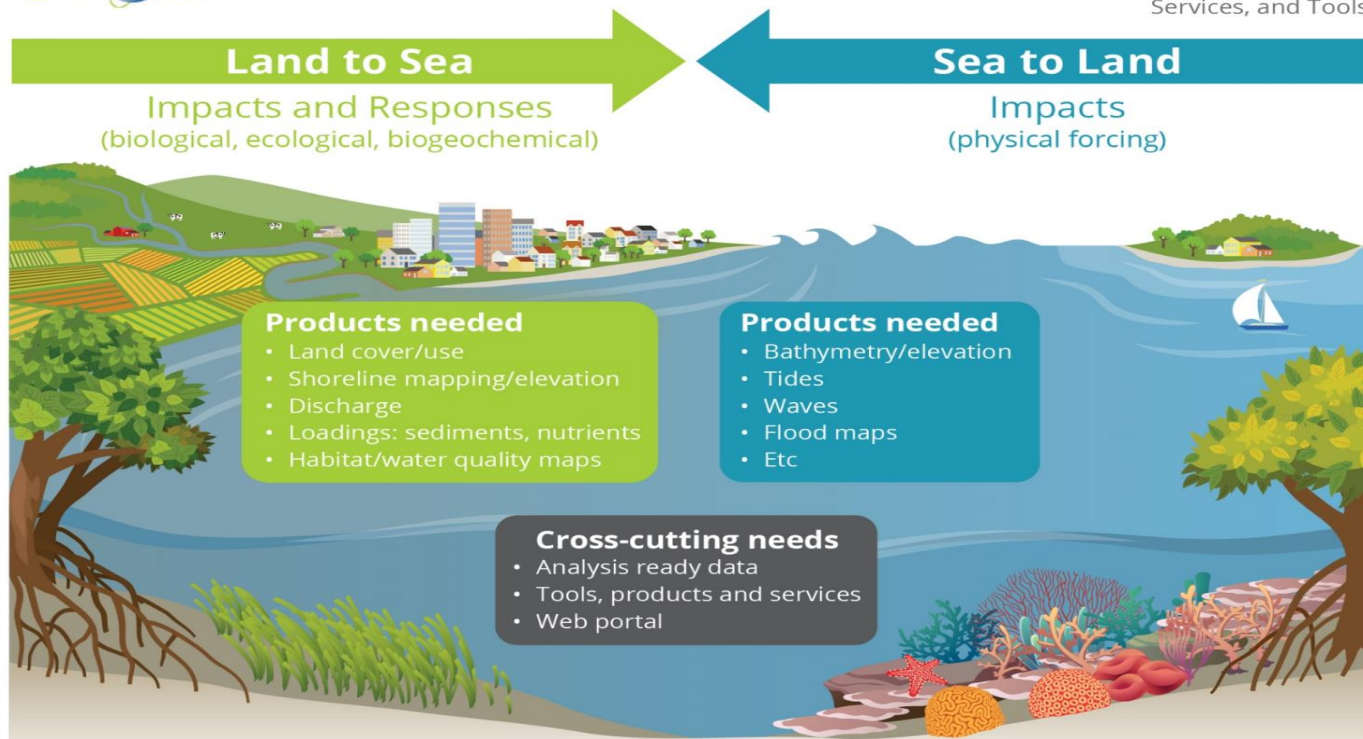 Services, and Tools
Land to Sea
Impacts and Responses
(biological, ecological, biogeochemical)
Sea to Land
Impacts
(physical forcing)
Products needed
• Land cover/use
• Shoreline mapping/elevation
• Discharge
• Loadings: sediments, nutrients
• Habitat/water quality maps
Products needed
• Bathymetry/elevation
• Tides
• Waves
• Flood maps
• Etc
Cross-cutting needs
• Analysis ready data
• Tools, products and services
• Web portal